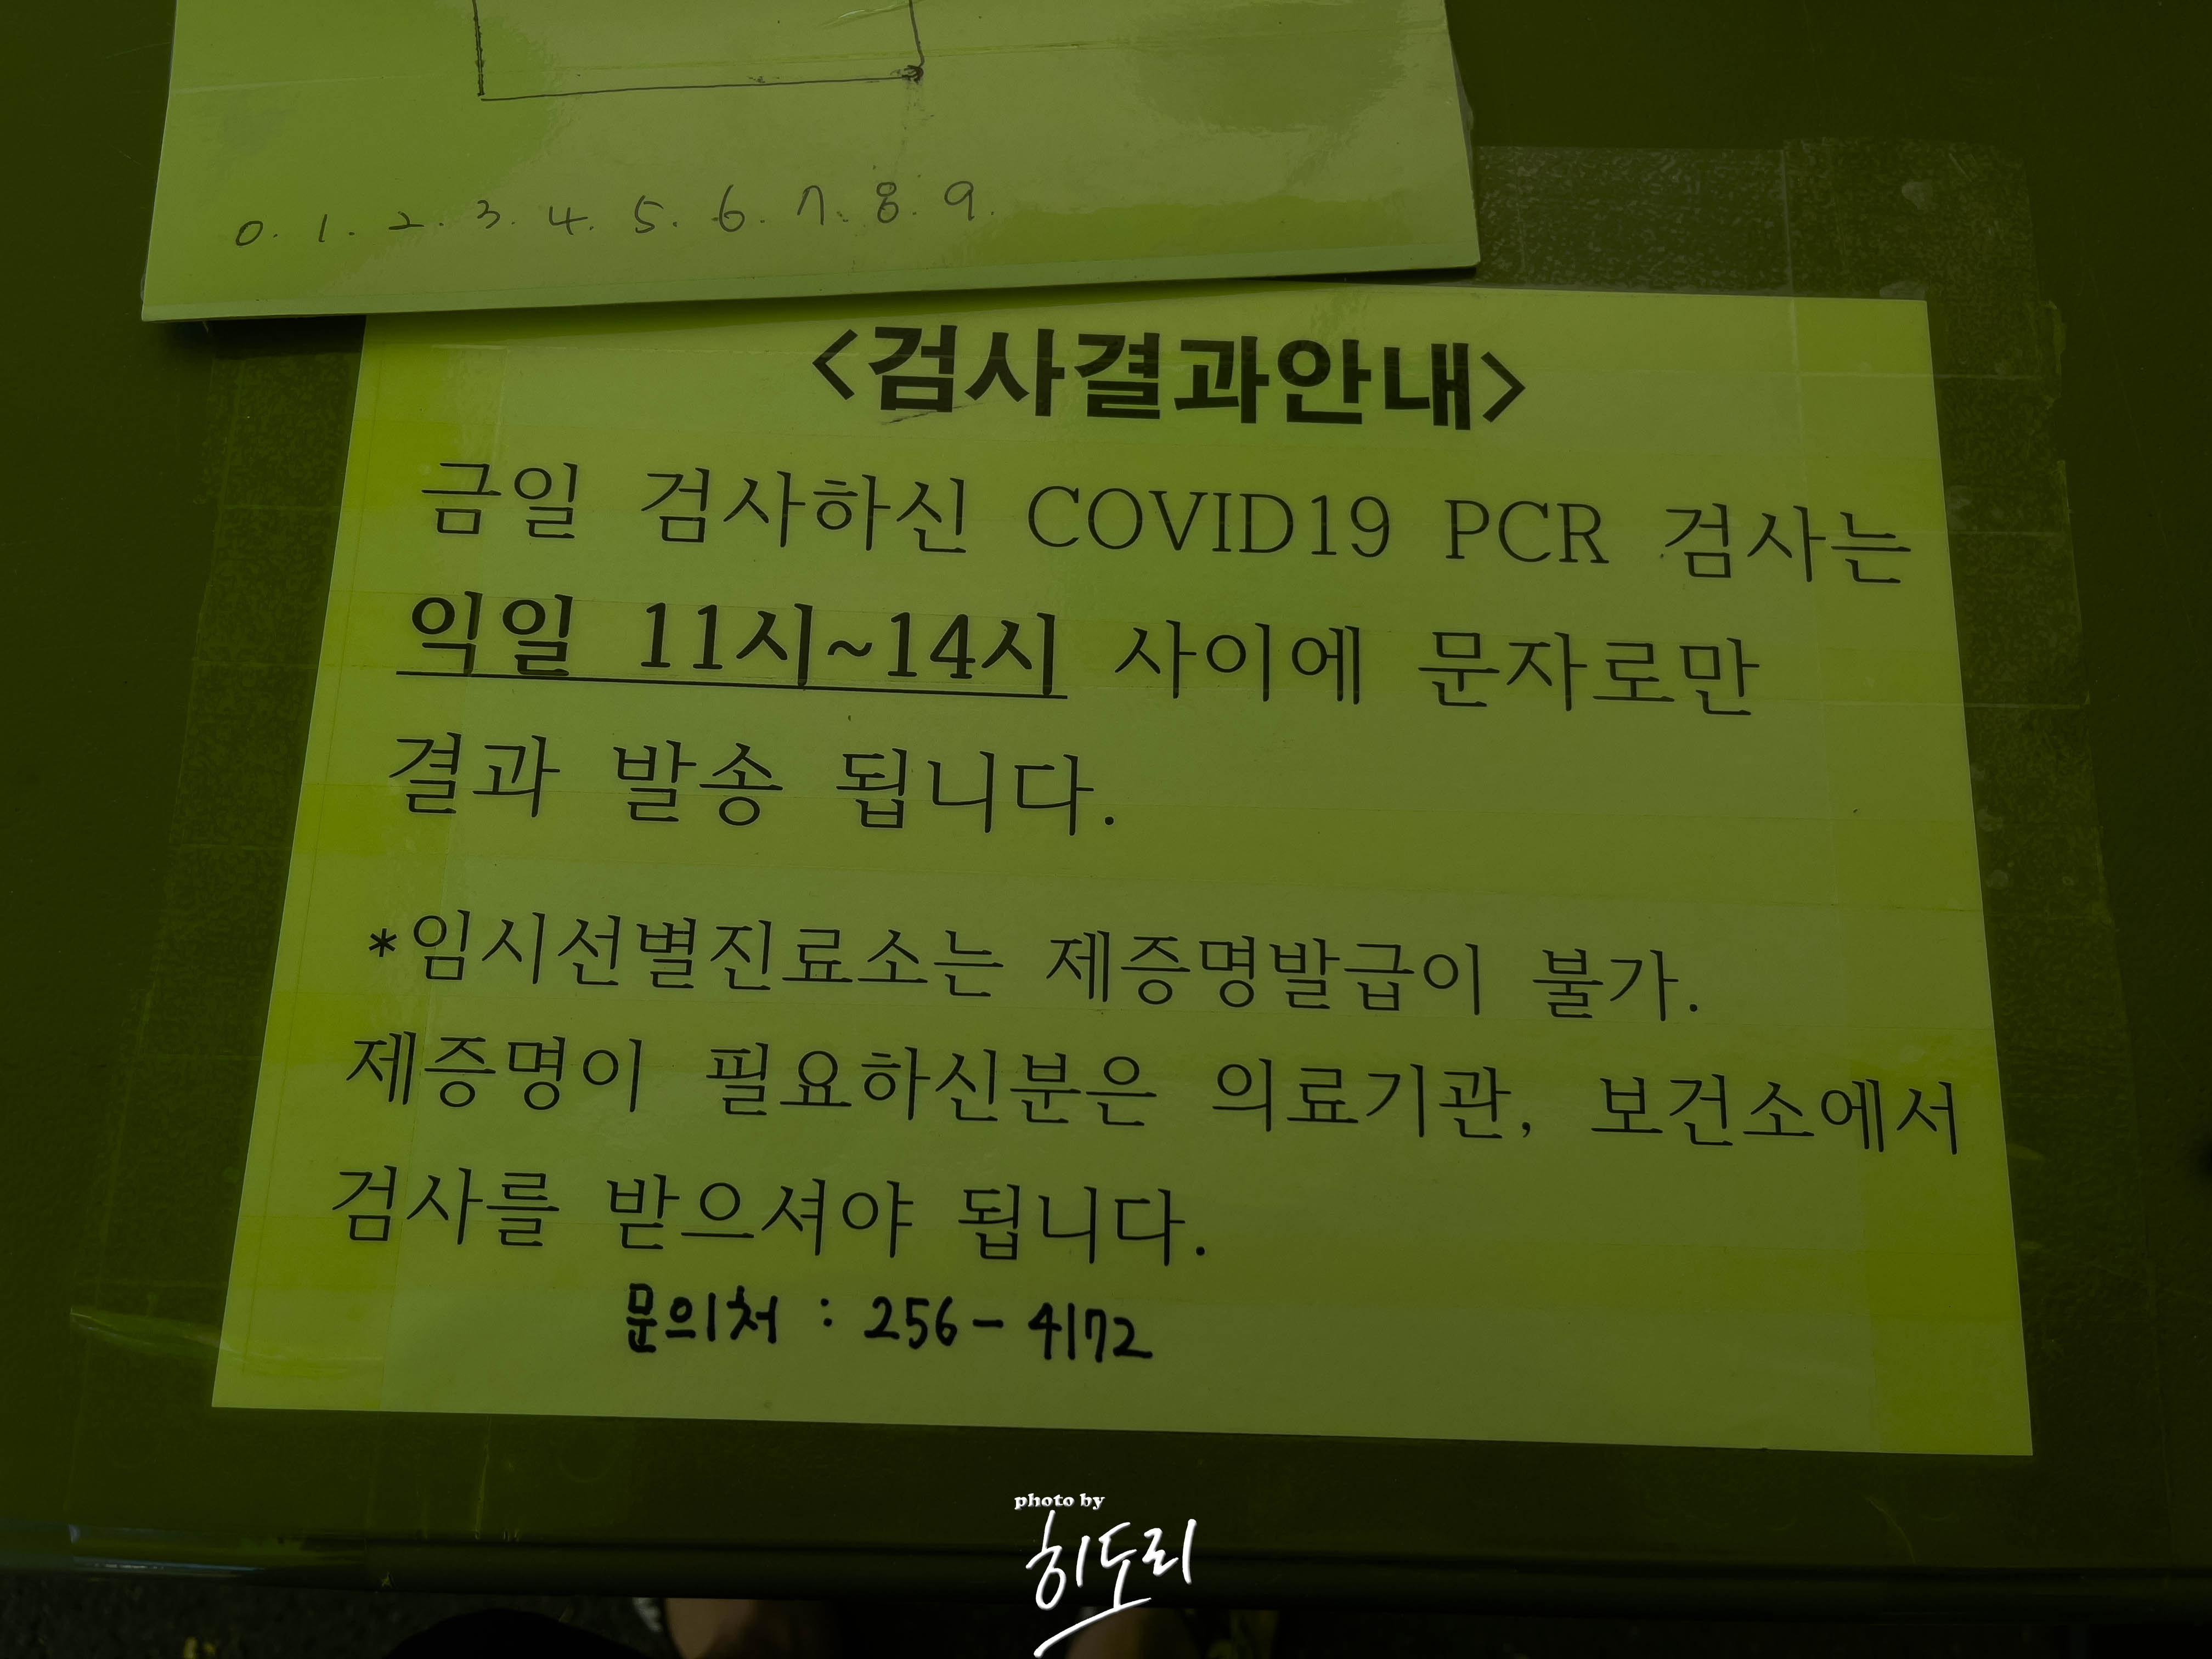 0. 1. 2. 3. 4. 5. 6. 7. 8. 9.
<검사결과안내>
금일 검사하신 COVID19 PCR 검사는
익일 11시~14시 사이에 문자로만
결과 발송 됩니다.
*임시선별진료소는 제증명발급이 불가.
제증명이 필요하신분은 의료기관, 보건소에서
검사를 받으셔야 됩니다.
문의처 : 256-4172
photo by
히도리